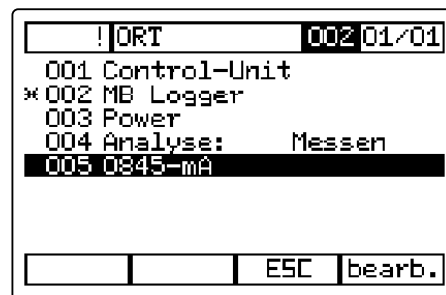 ! ORT 002 01/01
001 Control-Unit
*002 MB Logger
003 Power
004 Analyse: Messen
005 0845-mA
ESC bearb.